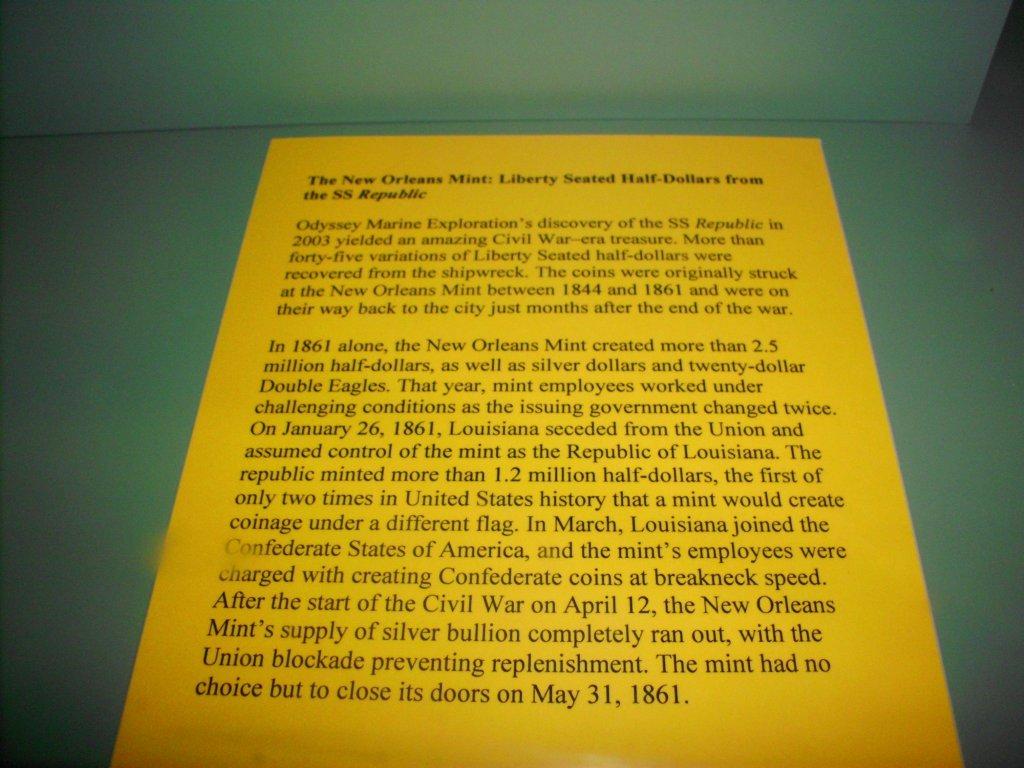 The New Orleans Mint: Liberty Seated Half-Dollars from
the SS Republic
Odyssey Marine Exploration's discovery of the SS Republic in
2003 yielded an amazing Civil War–era treasure. More than
forty-five variations of Liberty Seated half-dollars were
recovered from the shipwreck. The coins were originally struck
at the New Orleans Mint between 1844 and 1861 and were on
their way back to the city just months after the end of the war.
In 1861 alone, the New Orleans Mint created more than 2.5
million half-dollars, as well as silver dollars and twenty-dollar
Double Eagles. That year, mint employees worked under
challenging conditions as the issuing government changed twice.
On January 26, 1861, Louisiana seceded from the Union and
assumed control of the mint as the Republic of Louisiana. The
republic minted more than 1.2 million half-dollars, the first of
only two times in United States history that a mint would create
coinage under a different flag. In March, Louisiana joined the
Confederate States of America, and the mint's employees were
charged with creating Confederate coins at breakneck speed.
After the start of the Civil War on April 12, the New Orleans
Mint's supply of silver bullion completely ran out, with the
Union blockade preventing replenishment. The mint had no
choice but to close its doors on May 31, 1861.